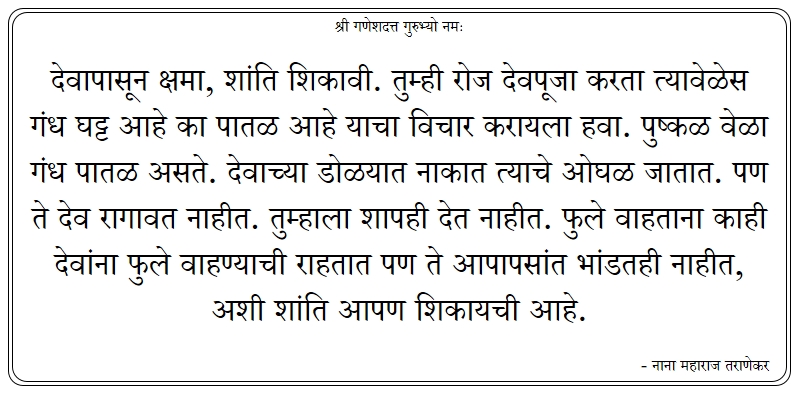 श्री गणेशदत्त गुरुभ्यो नमः
देवापासून क्षमा, शांति शिकावी. तुम्ही रोज देवपूजा करता त्यावेळेस
गंध घट्ट आहे का पातळ आहे याचा विचार करायला हवा. पुष्कळ वेळा
गंध पातळ असते. देवाच्या डोळयात नाकात त्याचे ओघळ जातात. पण
ते देव रागावत नाहीत. तुम्हाला शापही देत नाहीत. फुले वाहताना काही
देवांना फुले वाहण्याची राहतात पण ते आपापसांत भांडतही नाहीत,
अशी शांति आपण शिकायची आहे.
- नाना महाराज तराणेकर